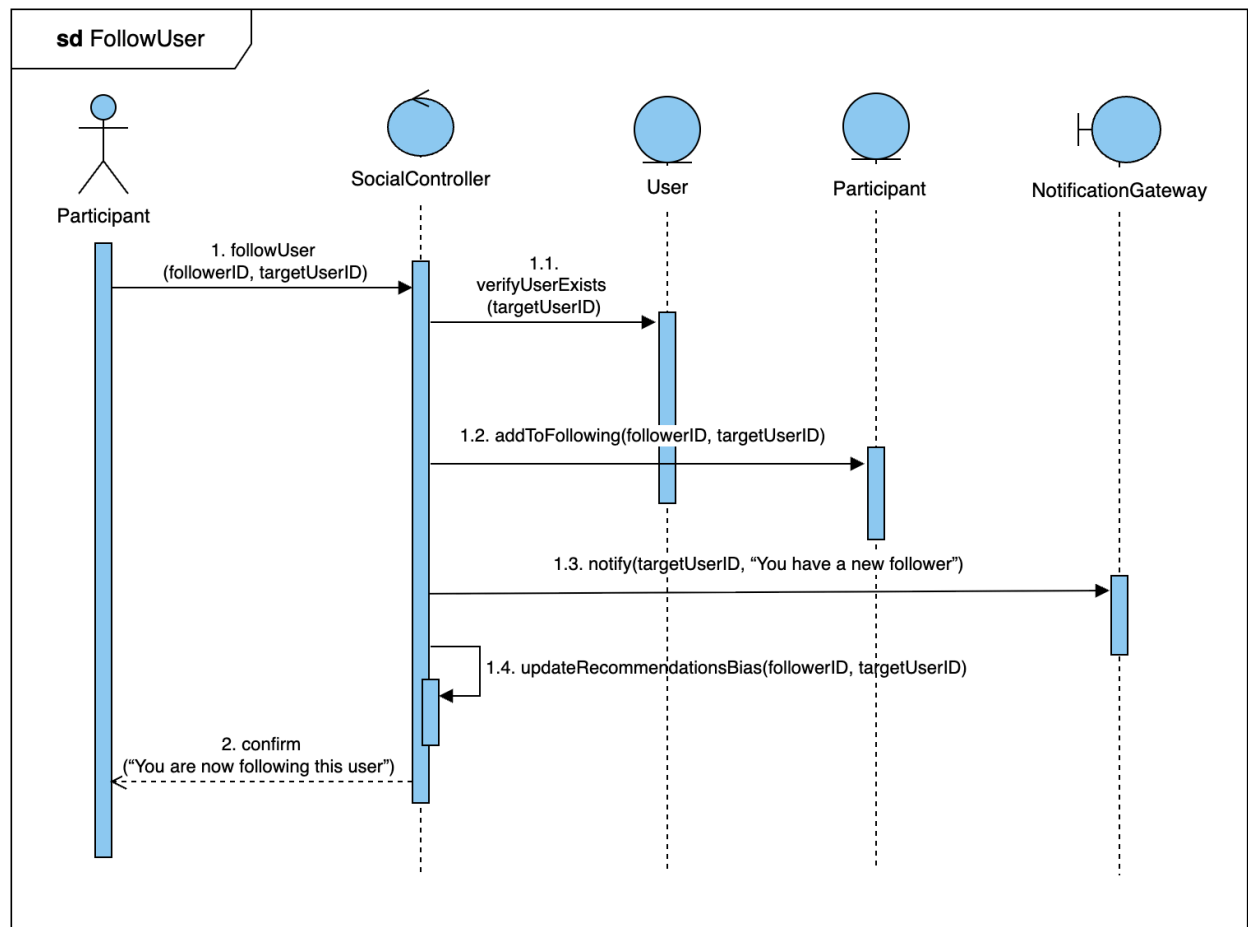 sd FollowUser
Participant
SocialController
User
Participant
NotificationGateway
1. followUser
(followerID, targetUserID)
1.1.
verifyUserExists
(targetUserID)
1.2. addToFollowing(followerID, targetUserID)
1.3. notify(targetUserID, “You have a new follower”)
1.4. updateRecommendationsBias(followerID, targetUserID)
2. confirm
(“You are now following this user”)